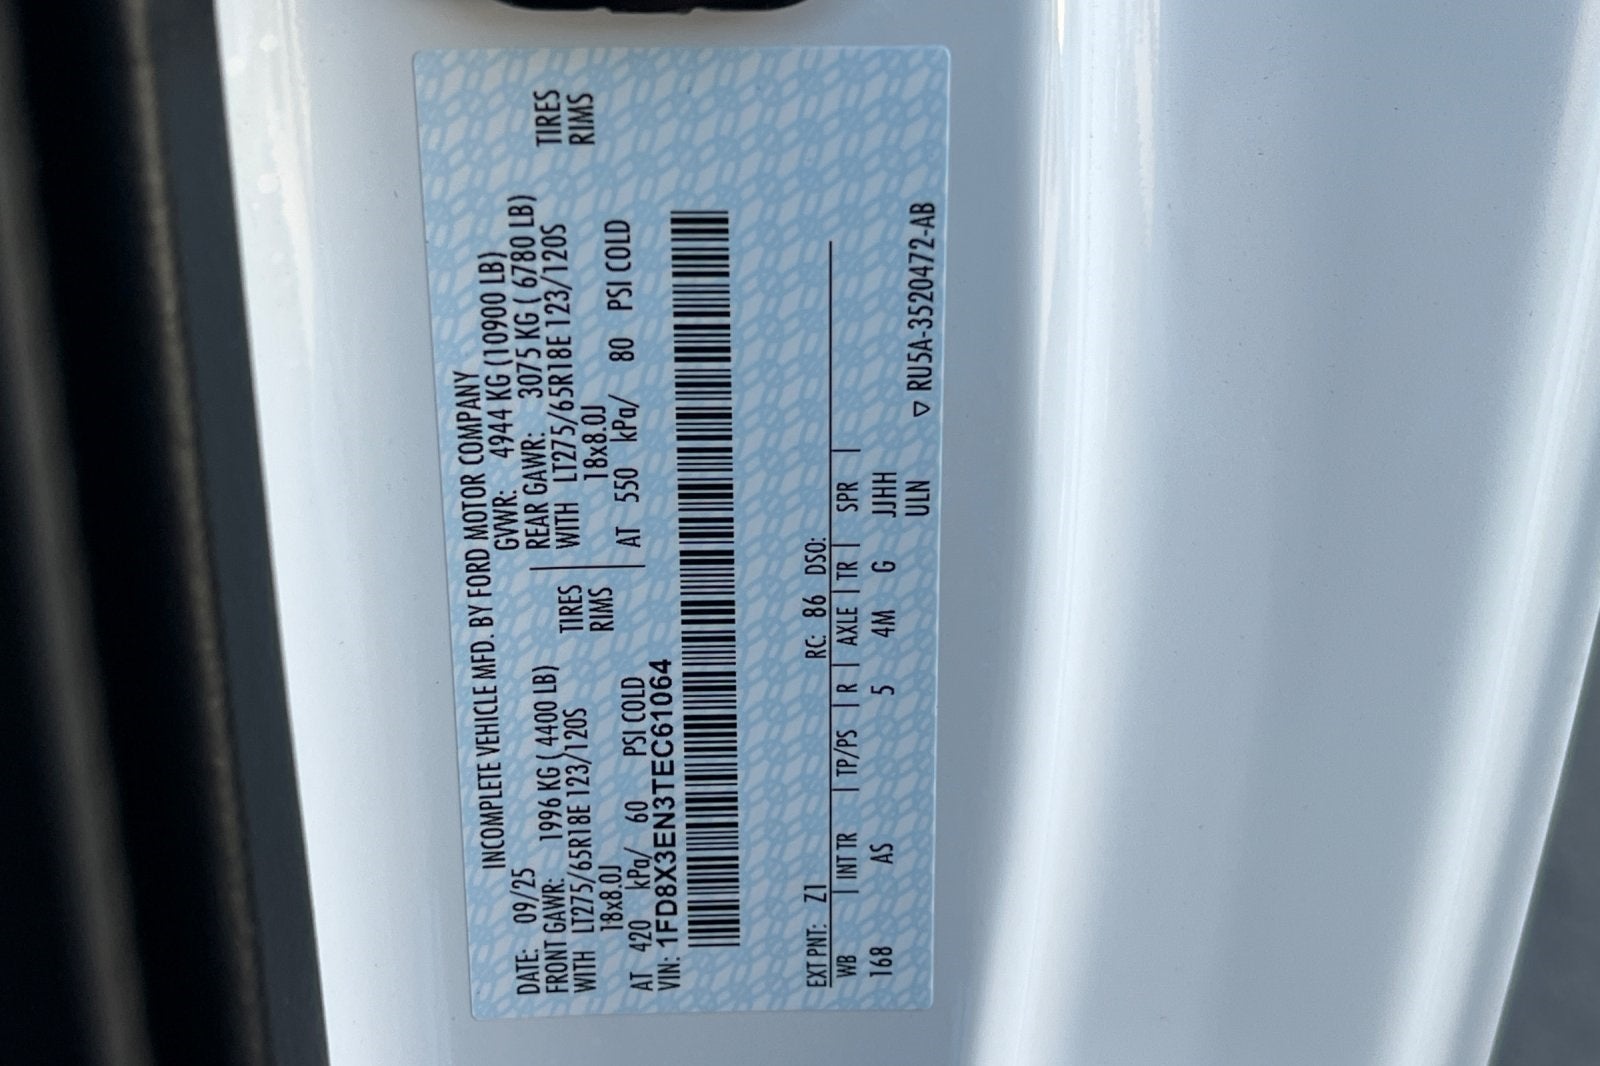 INCOMPLETE VEHICLE MFD. BY FORD MOTOR COMPANY
DATE: 09/25 GVWR: 4944 KG (10900 LB)
FRONT GAWR: 1996 KG ( 4400 LB) REAR GAWR: 3075 KG ( 6780 LB)
WITH LT275/65R18E 123/120S TIRES WITH LT275/65R18E 123/120S TIRES
18x8.0J RIMS 18x8.0J RIMS
AT 420 kPa/ 60 PSI COLD AT 550 kPa/ 80 PSI COLD
VIN: 1FD8X3EN3TEC61064
EXT PNT: Z1 RC: 86 DSO:
WB | INT TR | TP/PS | R | AXLE | TR | SPR |
168 AS 5 4M G JJHH
ULN ▽ RU5A-3520472-AB